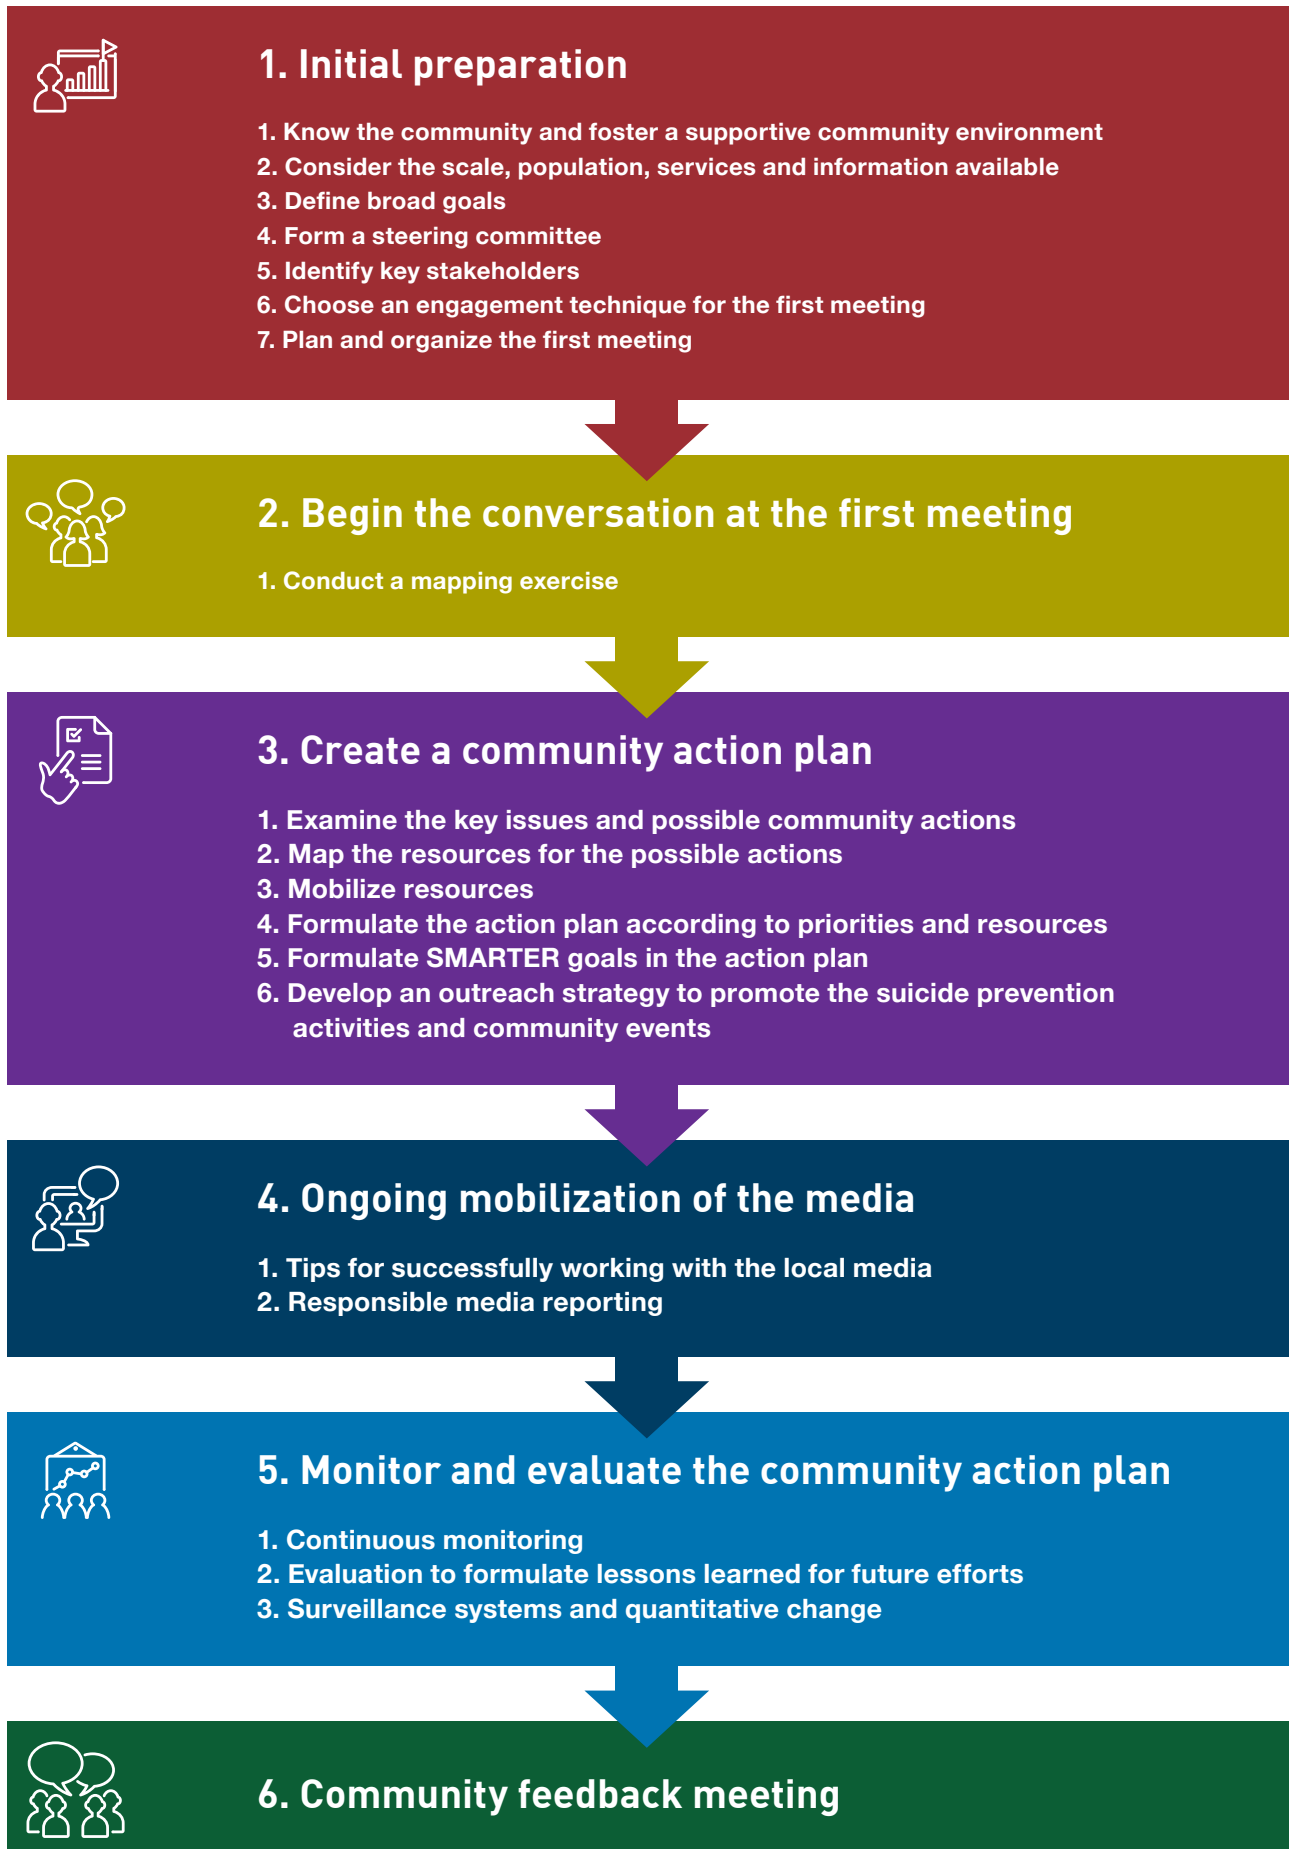 1. Initial preparation
1. Know the community and foster a supportive community environment
2. Consider the scale, population, services and information available
3. Define broad goals
4. Form a steering committee
5. Identify key stakeholders
6. Choose an engagement technique for the first meeting
7. Plan and organize the first meeting
2. Begin the conversation at the first meeting
1. Conduct a mapping exercise
3. Create a community action plan
1. Examine the key issues and possible community actions
2. Map the resources for the possible actions
3. Mobilize resources
4. Formulate the action plan according to priorities and resources
5. Formulate SMARTER goals in the action plan
6. Develop an outreach strategy to promote the suicide prevention
activities and community events
4. Ongoing mobilization of the media
1. Tips for successfully working with the local media
2. Responsible media reporting
5. Monitor and evaluate the community action plan
1. Continuous monitoring
2. Evaluation to formulate lessons learned for future efforts
3. Surveillance systems and quantitative change
6. Community feedback meeting